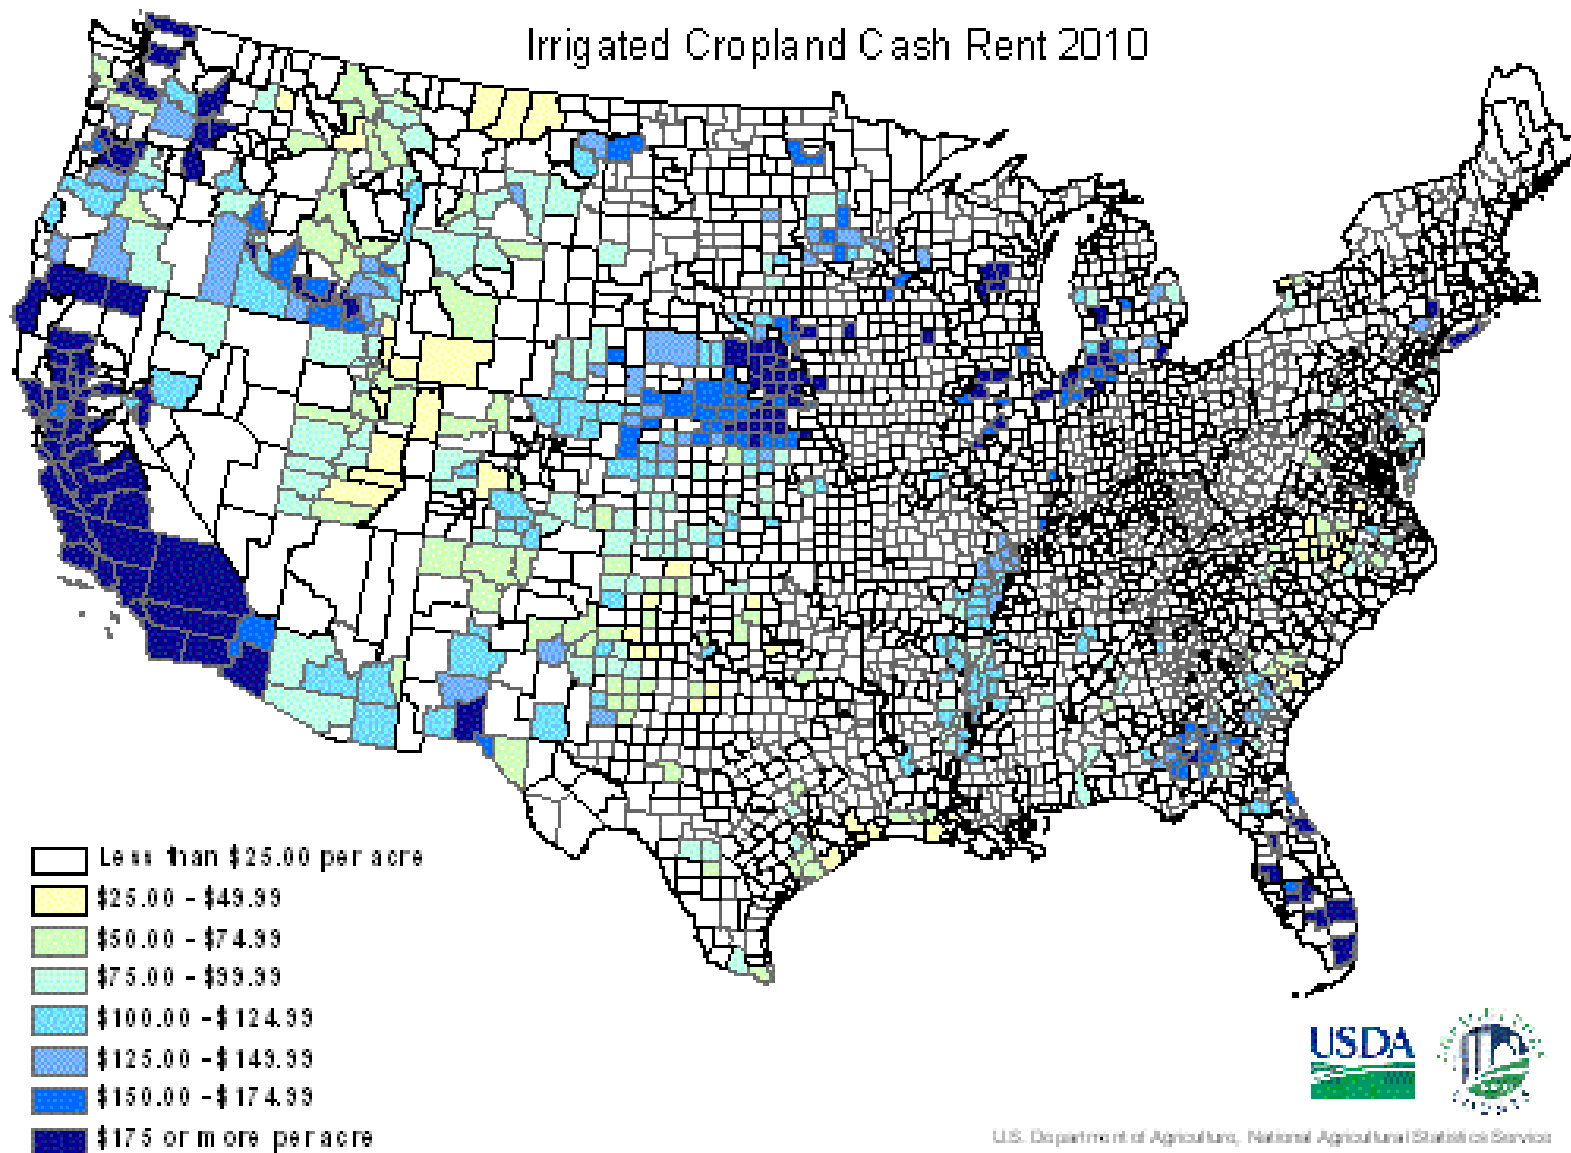 Irrigated Cropland Cash Rent 2010
Less than $25.00 per acre
$25.00 - $49.99
$50.00 - $74.99
$75.00 - $99.99
$100.00 - $124.99
$125.00 - $149.99
$150.00 - $174.99
$175 or more per acre
USDA
U.S. Department of Agriculture, National Agricultural Statistics Service